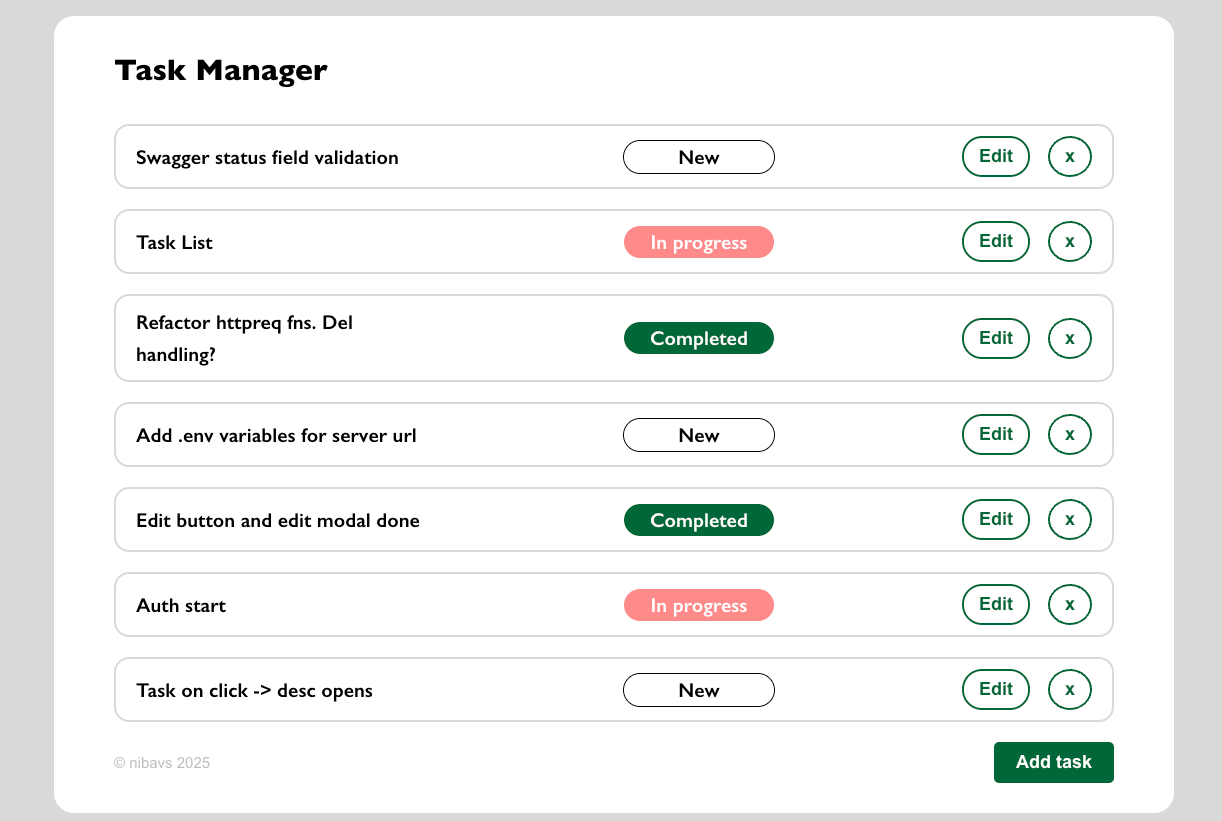 Task Manager
Swagger status field validation New Edit x
Task List In progress Edit x
Refactor httpreq fns. Del
handling? Completed Edit x
Add .env variables for server url New Edit x
Edit button and edit modal done Completed Edit x
Auth start In progress Edit x
Task on click -> desc opens New Edit x
© nibavs 2025 Add task